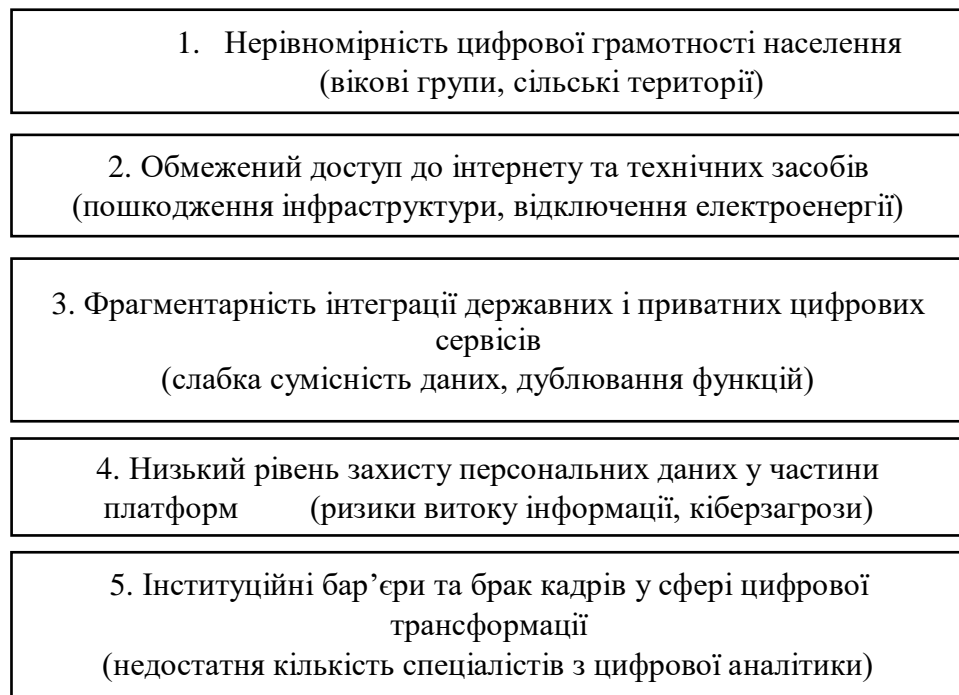 1. Нерівномірність цифрової грамотності населення
(вікові групи, сільські території)
2. Обмежений доступ до інтернету та технічних засобів
(пошкодження інфраструктури, відключення електроенергії)
3. Фрагментарність інтеграції державних і приватних цифрових
сервісів
(слабка сумісність даних, дублювання функцій)
4. Низький рівень захисту персональних даних у частини
платформ (ризики витоку інформації, кіберзагрози)
5. Інституційні бар’єри та брак кадрів у сфері цифрової
трансформації
(недостатня кількість спеціалістів з цифрової аналітики)